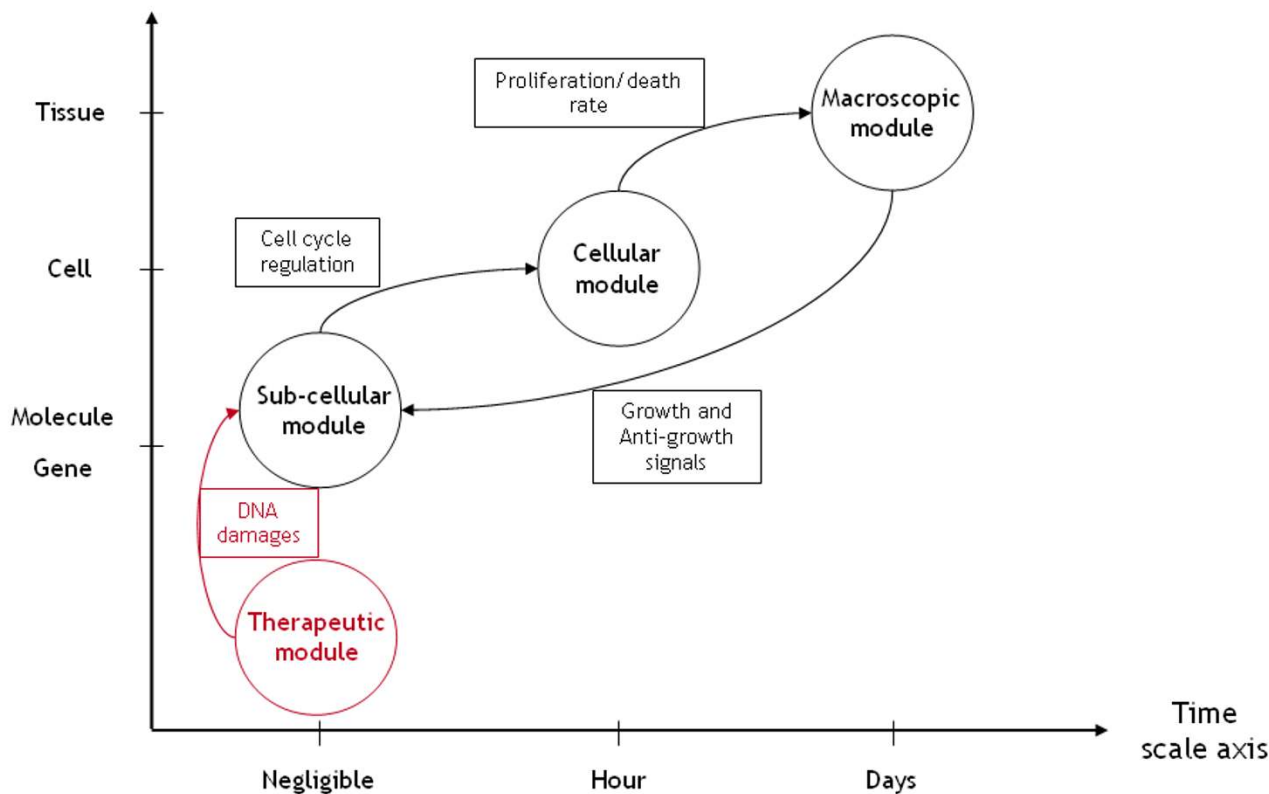 Proliferation/death
rate
Macroscopic
module
Tissue
Cell cycle
regulation
Cellular
module
Cell
Sub-cellular
module
Molecule
Gene
Growth and
Anti-growth
signals
DNA
damages
Therapeutic
module
Time
scale axis
Negligible
Hour
Days